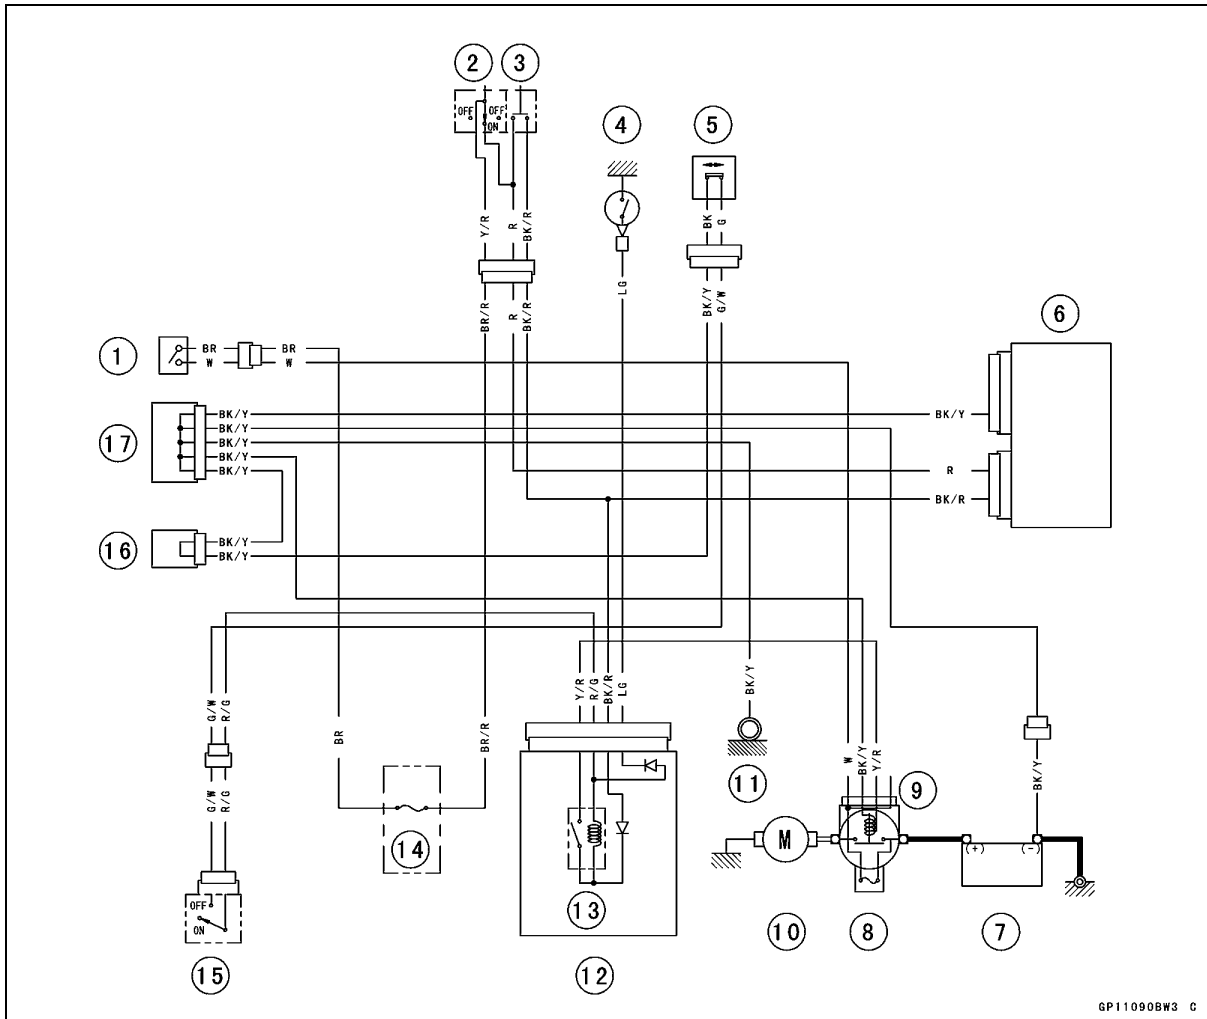 2 3
4 5
OFF OFF
ON
Y/R R BK/R BK G
LG
BR/R R BK/R BK/Y G/W
6
1 BR BR
W W
17 BK/Y BK/Y
BK/Y
BK/Y R
BK/Y
BK/Y BK/R
16 BK/Y
BK/Y
G/W R/G Y/R R/G BK/R LG BK/Y
BR BR/R W BK/Y Y/R
G/W R/G BK/Y
11 9
14 M (+) (-)
OFF
ON
13 10 8 7
15 12
GP11090BW3 C